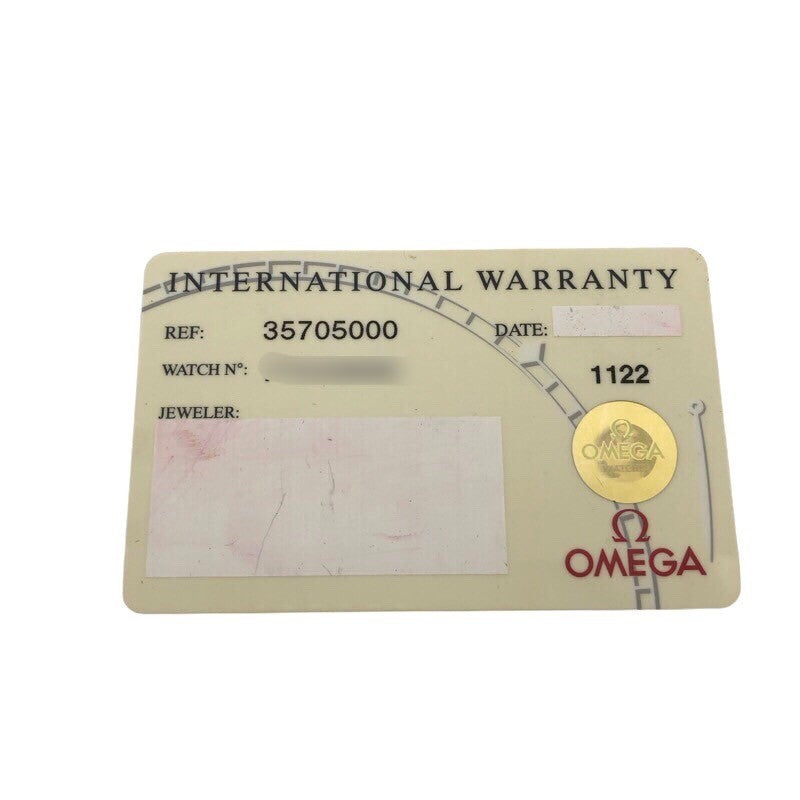 INTERNATIONAL WARRANTY
REF: 35705000 DATE:
WATCH N°:
1122
JEWELER:
Ω
OMEGA
WATCHES
Ω
OMEGA